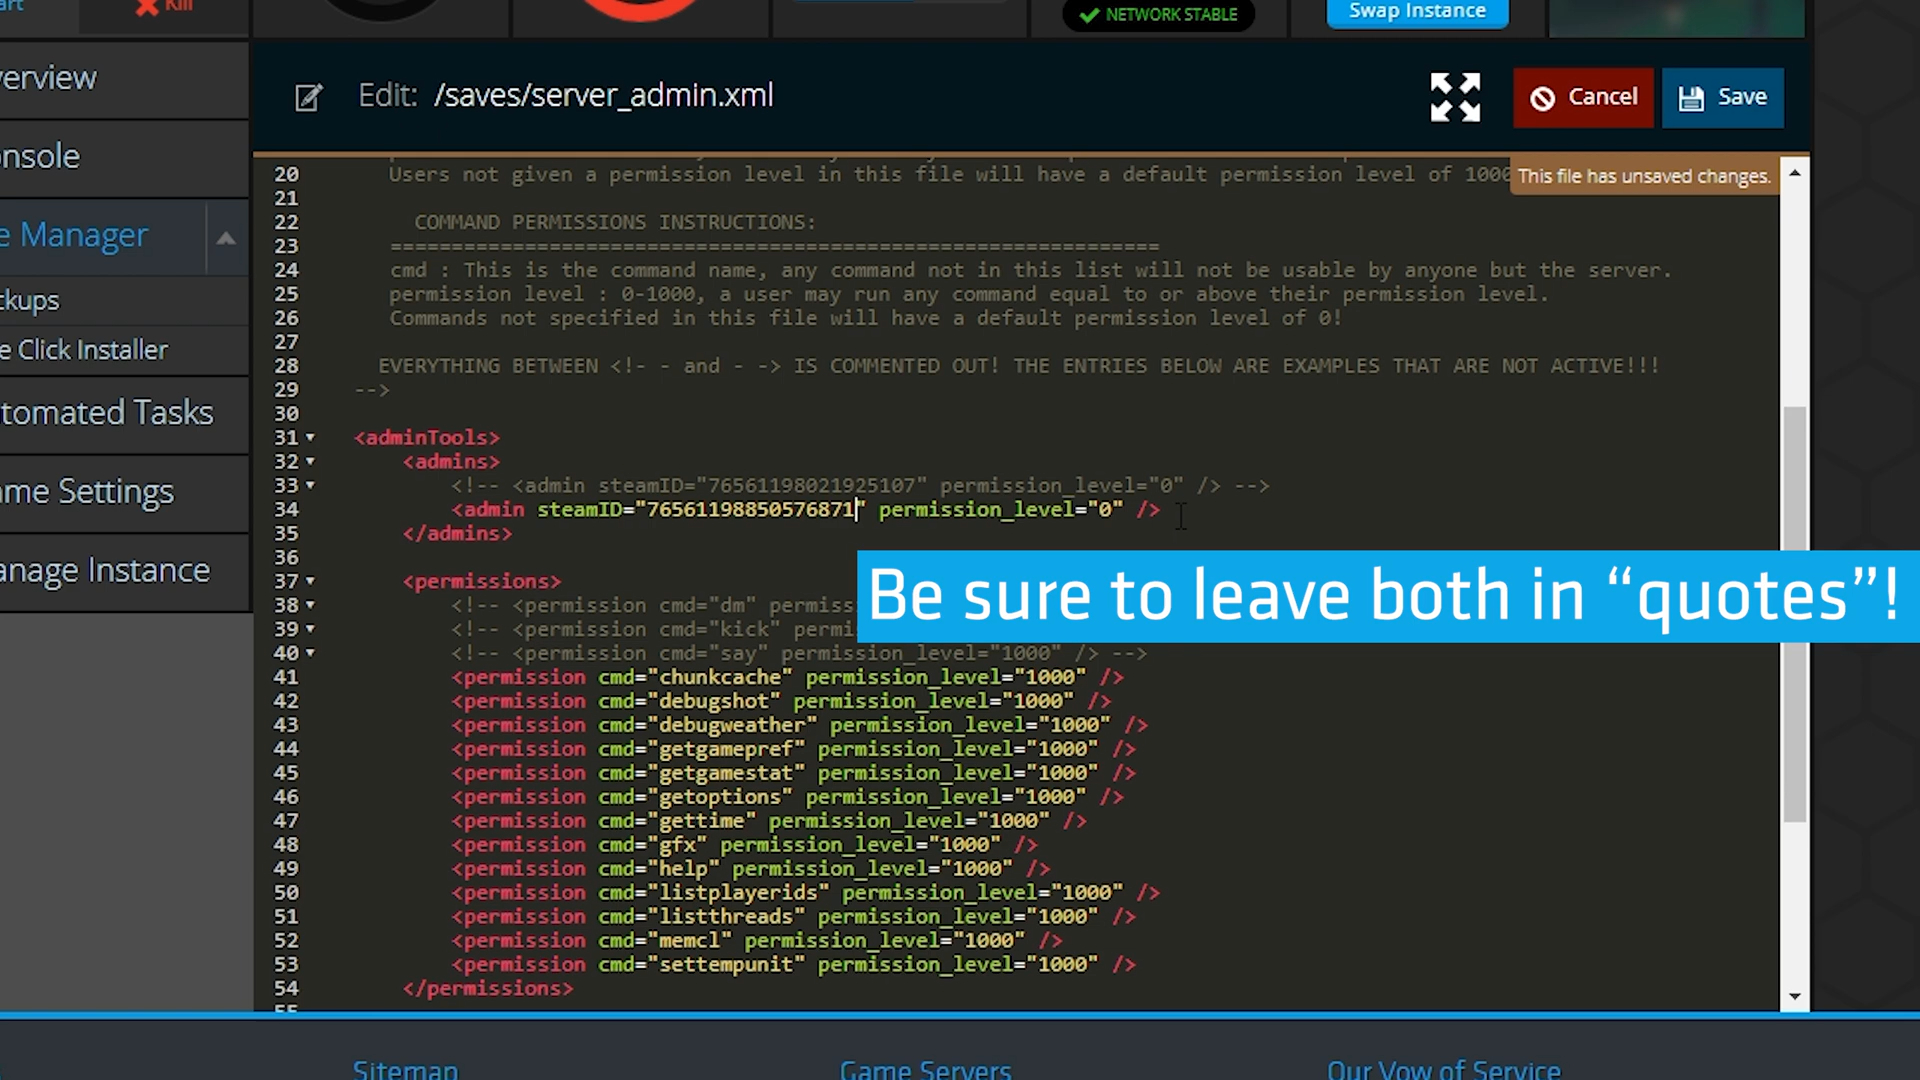 Kill
NETWORK STABLE
Swap Instance
verview
onsole
e Manager
ckups
e Click Installer
tomated Tasks
me Settings
anage Instance
Edit: /saves/server_admin.xml
Cancel
Save
This file has unsaved changes.
20 Users not given a permission level in this file will have a default permission level of 1000
21
22 COMMAND PERMISSIONS INSTRUCTIONS:
23 ===============================================================
24 cmd : This is the command name, any command not in this list will not be usable by anyone but the server.
25 permission level : 0-1000, a user may run any command equal to or above their permission level.
26 Commands not specified in this file will have a default permission level of 0!
27
28 EVERYTHING BETWEEN <!- - and - -> IS COMMENTED OUT! THE ENTRIES BELOW ARE EXAMPLES THAT ARE NOT ACTIVE!!!
29 -->
30
31 <adminTools>
32 <admins>
33 <!-- <admin steamID="76561198021925107" permission_level="0" /> -->
34 <admin steamID="76561198850576871" permission_level="0" />
35 </admins>
36
37 <permissions>
38 <!-- <permission cmd="dm" permiss
39 <!-- <permission cmd="kick" permi
40 <!-- <permission cmd="say" permission_level="1000" /> -->
41 <permission cmd="chunkcache" permission_level="1000" />
42 <permission cmd="debugshot" permission_level="1000" />
43 <permission cmd="debugweather" permission_level="1000" />
44 <permission cmd="getgamepref" permission_level="1000" />
45 <permission cmd="getgamestat" permission_level="1000" />
46 <permission cmd="getoptions" permission_level="1000" />
47 <permission cmd="gettime" permission_level="1000" />
48 <permission cmd="gfx" permission_level="1000" />
49 <permission cmd="help" permission_level="1000" />
50 <permission cmd="listplayerids" permission_level="1000" />
51 <permission cmd="listthreads" permission_level="1000" />
52 <permission cmd="memcl" permission_level="1000" />
53 <permission cmd="settempunit" permission_level="1000" />
54 </permissions>
Be sure to leave both in “quotes”!
Sitemap
Game Servers
Our Vow of Service